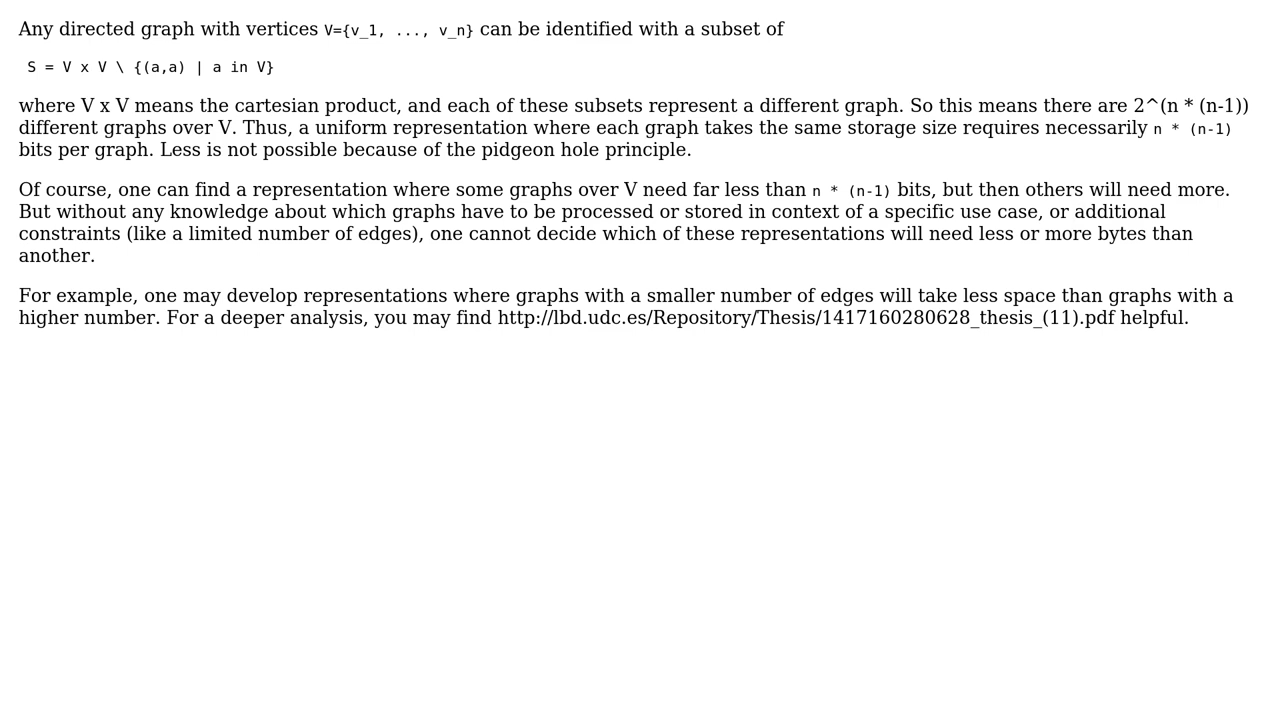 Any directed graph with vertices V={v_1, ..., v_n} can be identified with a subset of
S = V x V \ {(a,a) | a in V}
where V x V means the cartesian product, and each of these subsets represent a different graph. So this means there are 2^(n * (n-1))
different graphs over V. Thus, a uniform representation where each graph takes the same storage size requires necessarily n * (n-1)
bits per graph. Less is not possible because of the pidgeon hole principle.
Of course, one can find a representation where some graphs over V need far less than n * (n-1) bits, but then others will need more.
But without any knowledge about which graphs have to be processed or stored in context of a specific use case, or additional
constraints (like a limited number of edges), one cannot decide which of these representations will need less or more bytes than
another.
For example, one may develop representations where graphs with a smaller number of edges will take less space than graphs with a
higher number. For a deeper analysis, you may find http://lbd.udc.es/Repository/Thesis/1417160280628_thesis_(11).pdf helpful.